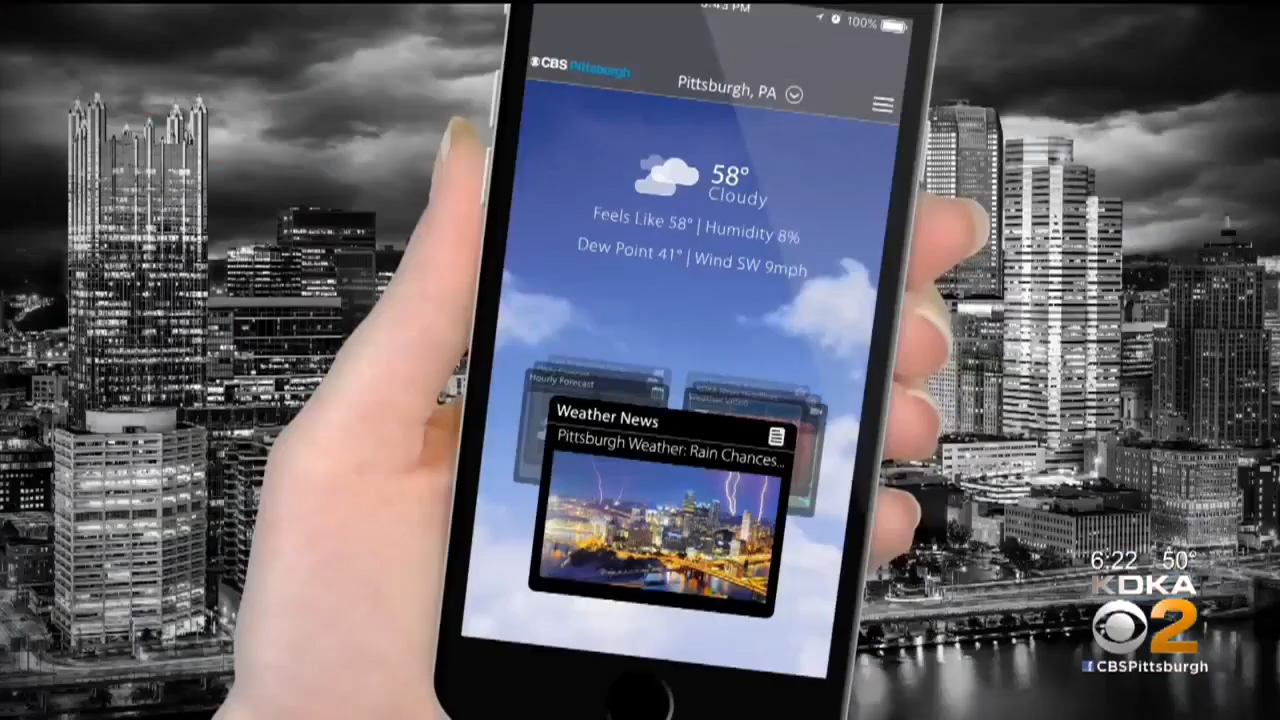 100%
CBS Pittsburgh
Pittsburgh, PA
58°
Cloudy
Feels Like 58° | Humidity 8%
Dew Point 41° | Wind SW 9mph
Hourly Forecast
Weather News
Pittsburgh Weather: Rain Chances...
6:22 50°
KDKA
2
CBSPittsburgh